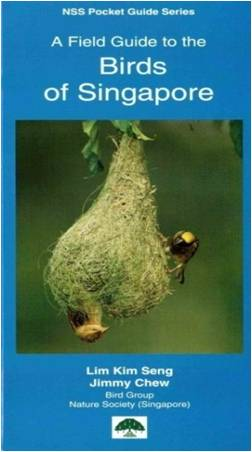 NSS Pocket Guide Series
A Field Guide to the
Birds
of Singapore
Lim Kim Seng
Jimmy Chew
Bird Group
Nature Society (Singapore)